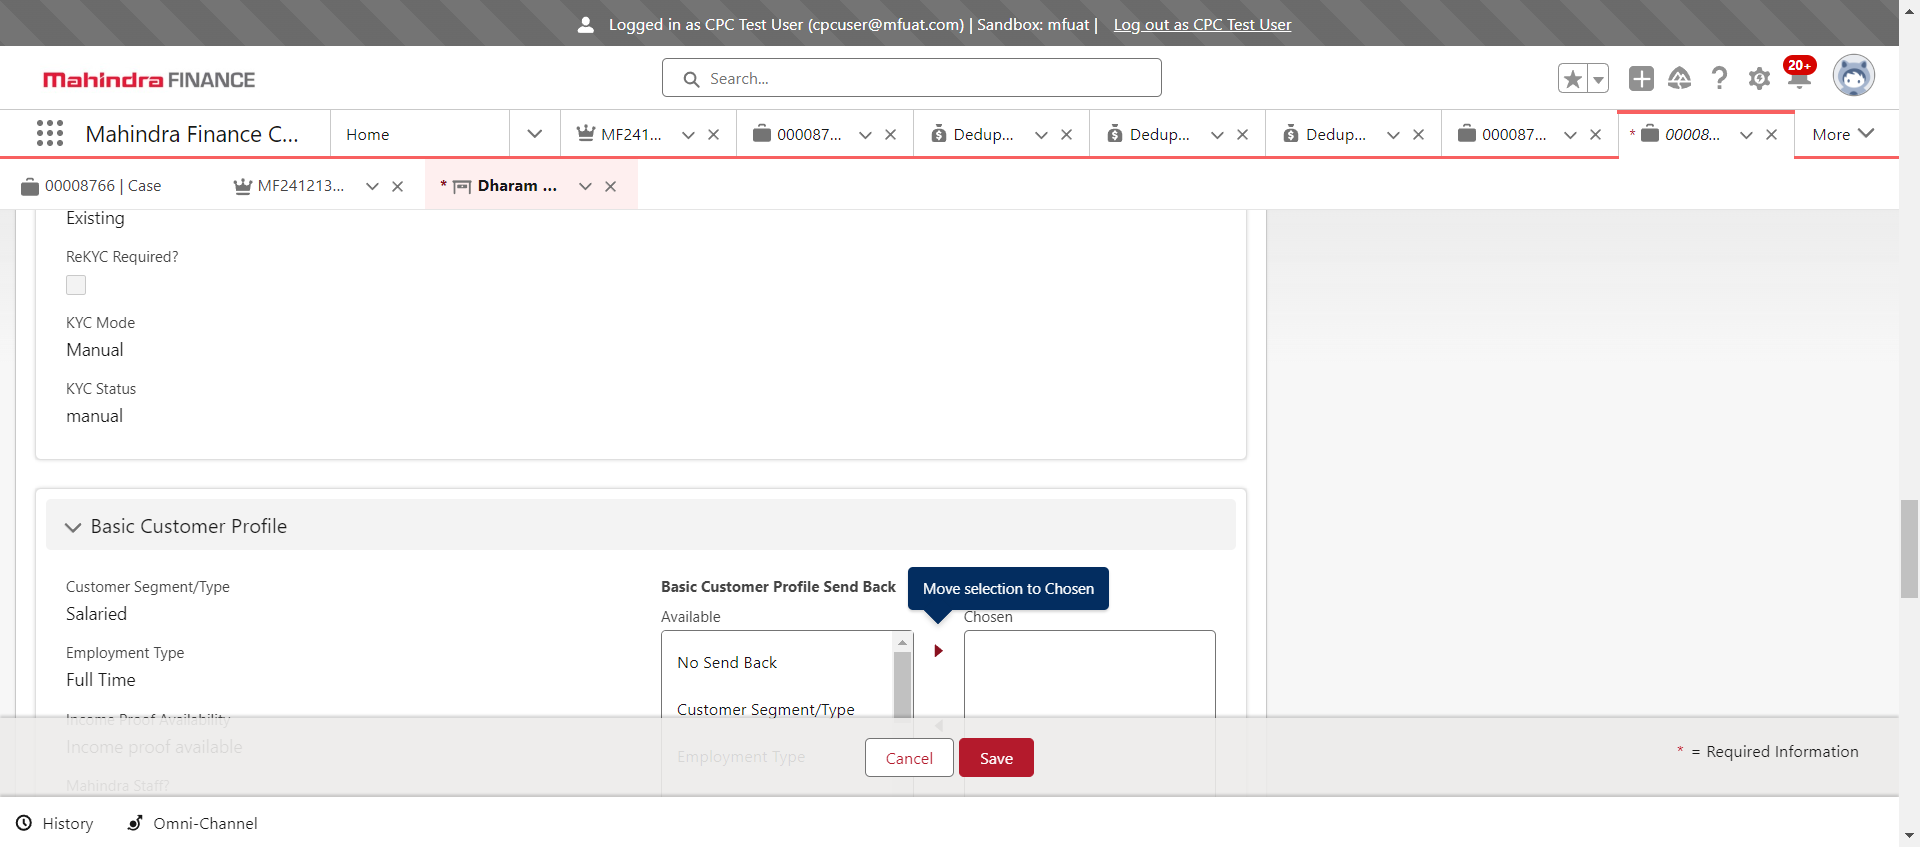 Logged in as CPC Test User (cpcuser@mfuat.com) | Sandbox: mfuat | Log out as CPC Test User
Mahindra FINANCE
Search...
20+
Mahindra Finance C...
Home
MF241...
000087...
Dedup...
Dedup...
Dedup...
000087...
* 00008...
More
00008766 | Case
MF241213...
* Dharam ...
Existing
ReKYC Required?
KYC Mode
Manual
KYC Status
manual
Basic Customer Profile
Customer Segment/Type
Salaried
Employment Type
Full Time
Income Proof Availability
Income proof available
Mahindra Staff?
Basic Customer Profile Send Back
Move selection to Chosen
Available
Chosen
No Send Back
Customer Segment/Type
Employment Type
Cancel
Save
* = Required Information
History
Omni-Channel